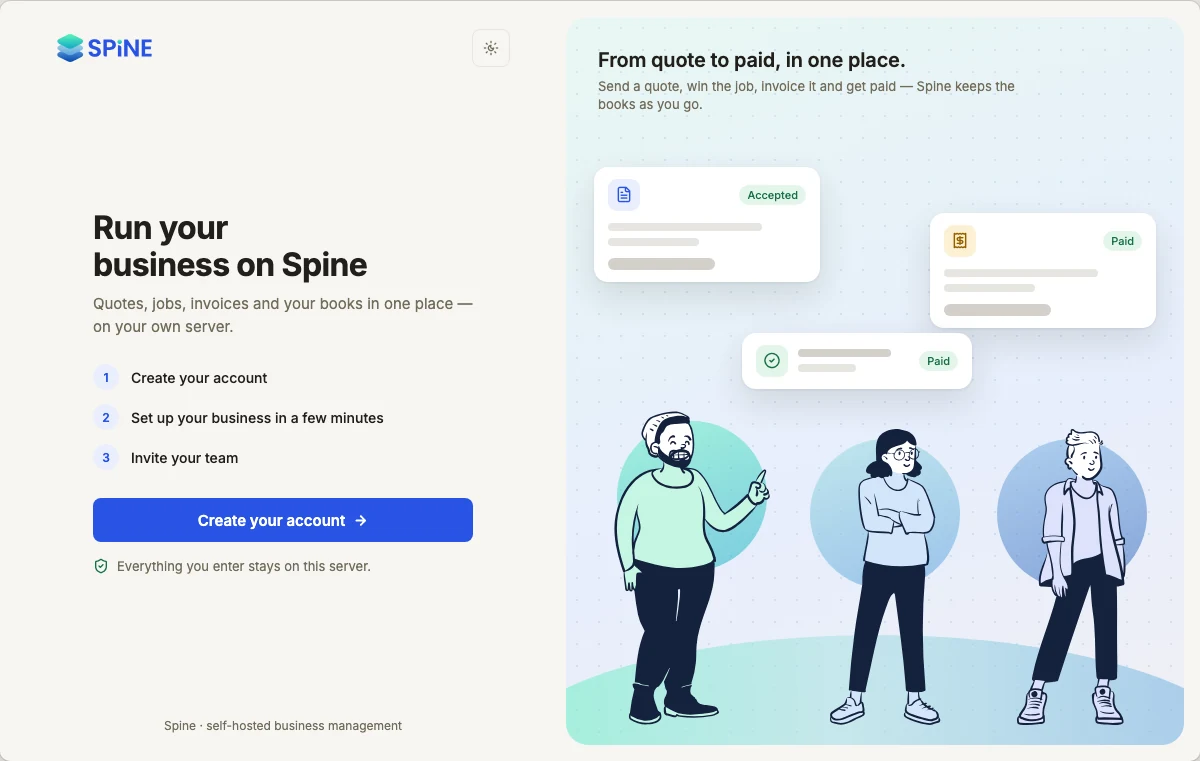 SPiNE
Run your
business on Spine
Quotes, jobs, invoices and your books in one place —
on your own server.
1 Create your account
2 Set up your business in a few minutes
3 Invite your team
Create your account →
Everything you enter stays on this server.
Spine · self-hosted business management
From quote to paid, in one place.
Send a quote, win the job, invoice it and get paid — Spine keeps the
books as you go.
Accepted
$ Paid
Paid